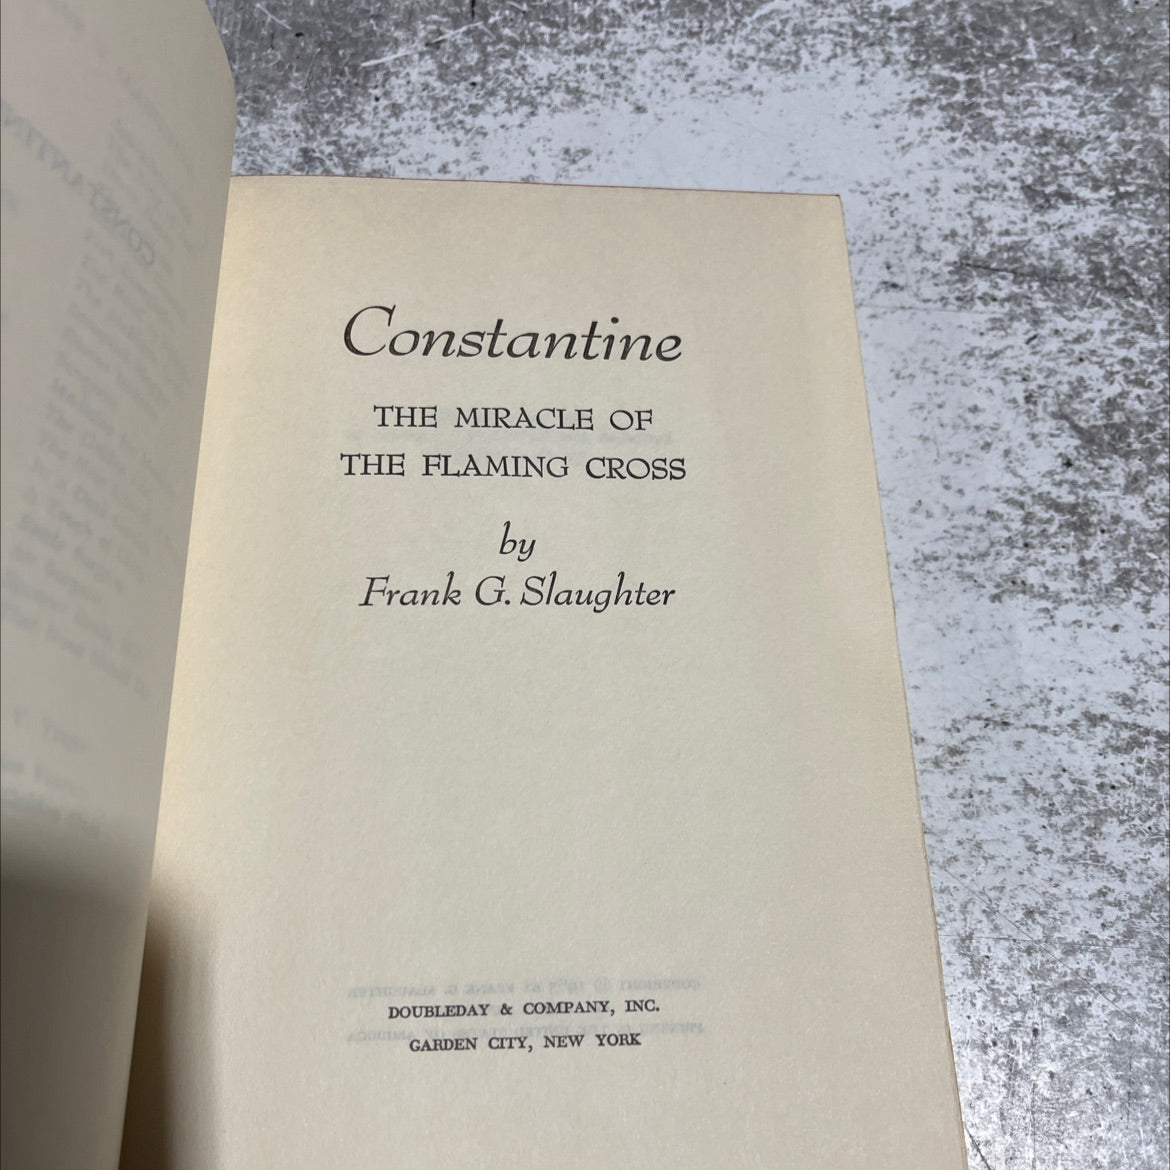 Constantine
THE MIRACLE OF
THE FLAMING CROSS
by
Frank G. Slaughter
DOUBLEDAY & COMPANY, INC.
GARDEN CITY, NEW YORK